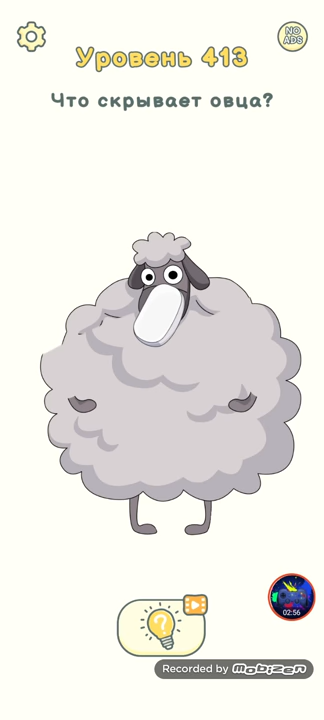 NO
ADS
Уровень 413
Что скрывает овца?
?
02:56
Recorded by mobizen